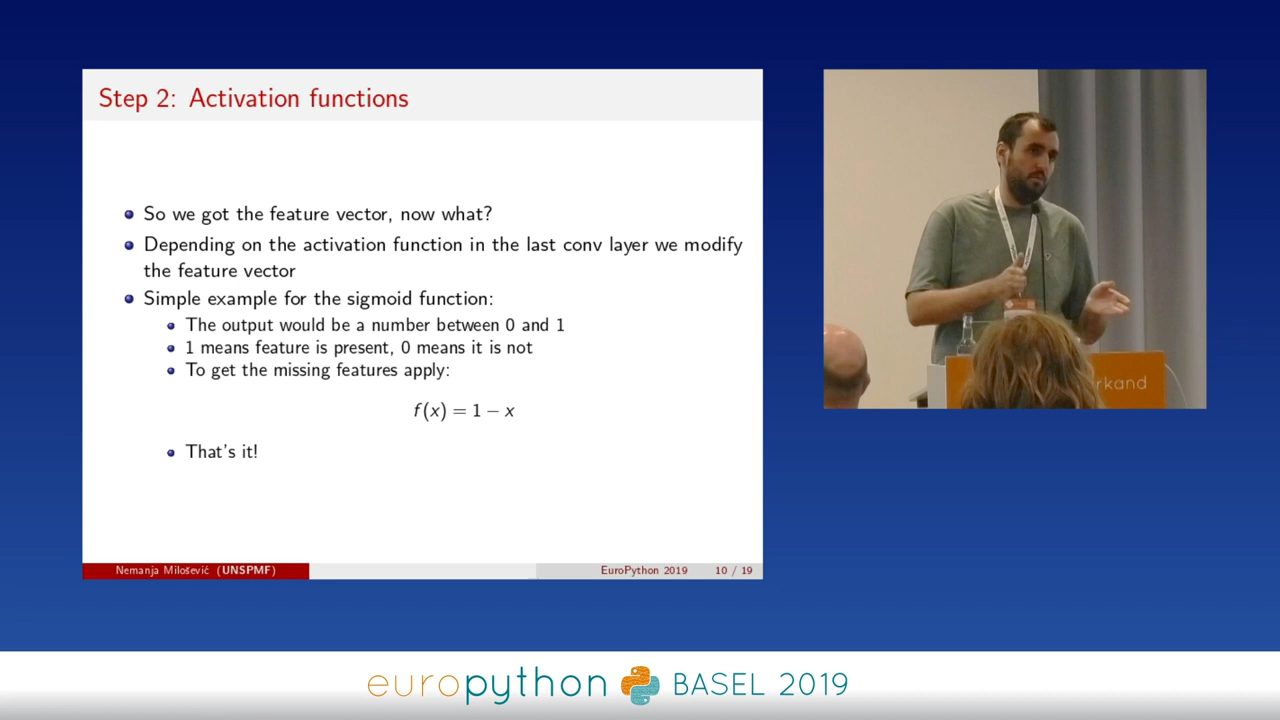 Step 2: Activation functions
So we got the feature vector, now what?
Depending on the activation function in the last conv layer we modify
the feature vector
Simple example for the sigmoid function:
The output would be a number between 0 and 1
1 means feature is present, 0 means it is not
To get the missing features apply:
f(x) = 1 − x
That's it!
Nemanja Milošević (UNSPMF)
EuroPython 2019 10 / 19
rkand
europython BASEL 2019